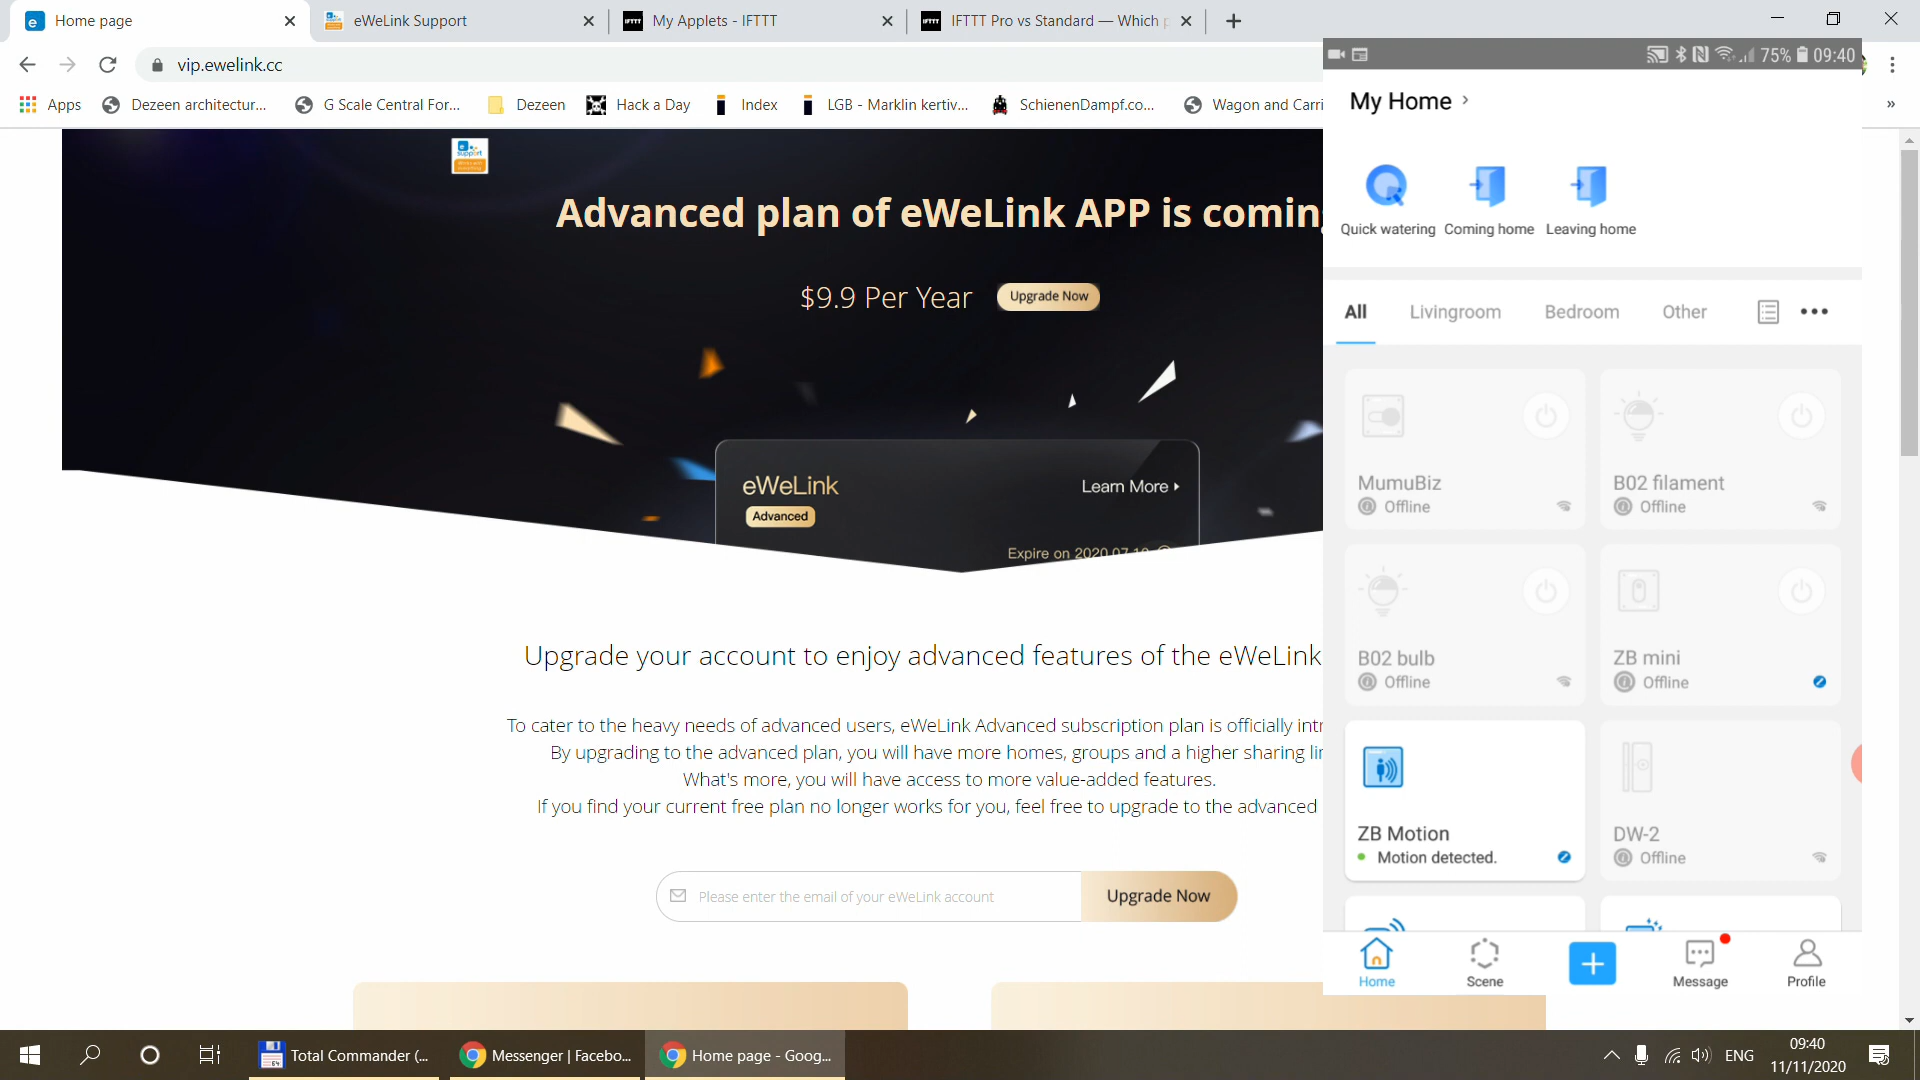 Home page
eWeLink Support
My Applets - IFTTT
IFTTT Pro vs Standard — Which
vip.ewelink.cc
Apps
Dezeen architectur...
G Scale Central For...
Dezeen
Hack a Day
Index
LGB - Marklin kertiv...
SchienenDampf.co...
Wagon and Carri
»
support
Advanced plan of eWeLink APP is coming
$9.9 Per Year
Upgrade Now
eWeLink
Learn More
Advanced
Expire on 2020.07.10
Upgrade your account to enjoy advanced features of the eWeLink
To cater to the heavy needs of advanced users, eWeLink Advanced subscription plan is officially intr
By upgrading to the advanced plan, you will have more homes, groups and a higher sharing lir
What's more, you will have access to more value-added features.
If you find your current free plan no longer works for you, feel free to upgrade to the advanced
Please enter the email of your eWeLink account
Upgrade Now
75% 09:40
My Home
Quick watering
Coming home
Leaving home
All
Livingroom
Bedroom
Other
MumuBiz
Offline
B02 filament
Offline
B02 bulb
Offline
ZB mini
Offline
ZB Motion
Motion detected.
DW-2
Offline
Home
Scene
Message
Profile
Total Commander (...
Messenger | Facebo...
Home page - Goog...
ENG
09:40
11/11/2020